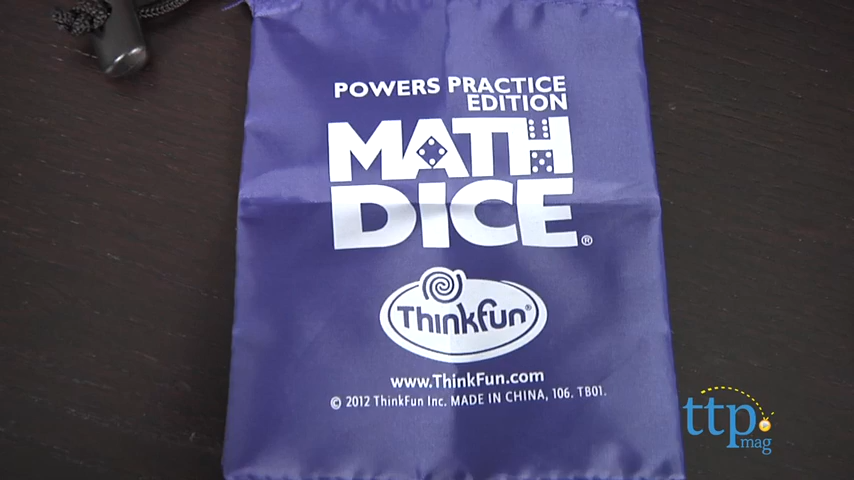 POWERS PRACTICE
EDITION
MATH
DICE®
Thinkfun®
www.ThinkFun.com
© 2012 ThinkFun Inc. MADE IN CHINA, 106. TB01.
ttp
mag